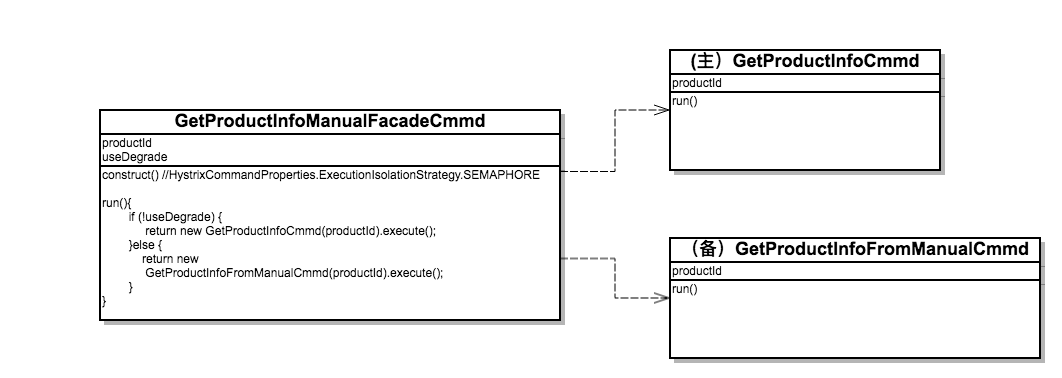 GetProductInfoManualFacadeCmmd
productId
useDegrade
construct() //HystrixCommandProperties.ExecutionIsolationStrategy.SEMAPHORE
run(){
if (!useDegrade) {
return new GetProductInfoCmmd(productId).execute();
}else {
return new
GetProductInfoFromManualCmmd(productId).execute();
}
}
(主）GetProductInfoCmmd
productId
run()
（备）GetProductInfoFromManualCmmd
productId
run()